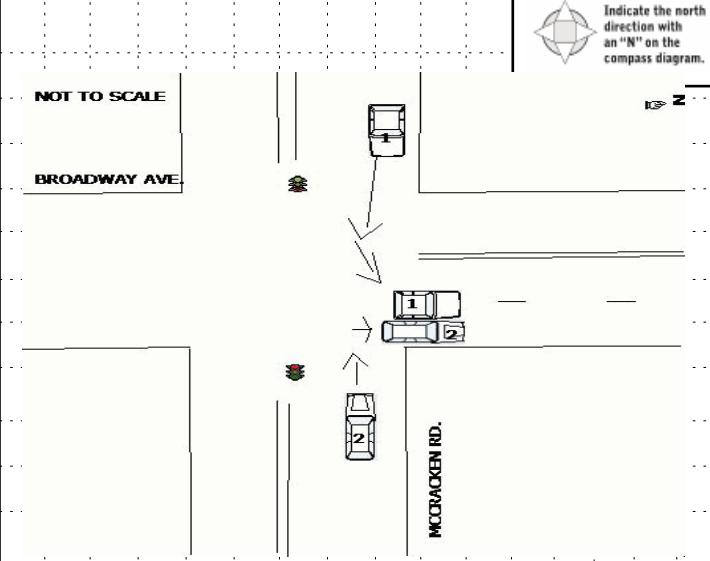 Indicate the north
direction with
an "N" on the
compass diagram.
NOT TO SCALE
N
1
BROADWAY AVE.
1
2
2
MCCRACKEN RD.